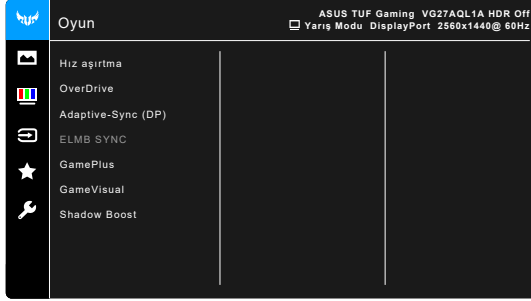 Oyun
ASUS TUF Gaming VG27AQL1A HDR Off
Yarış Modu DisplayPort 2560x1440@ 60Hz
Hız aşırtma
OverDrive
Adaptive-Sync (DP)
ELMB SYNC
GamePlus
GameVisual
Shadow Boost